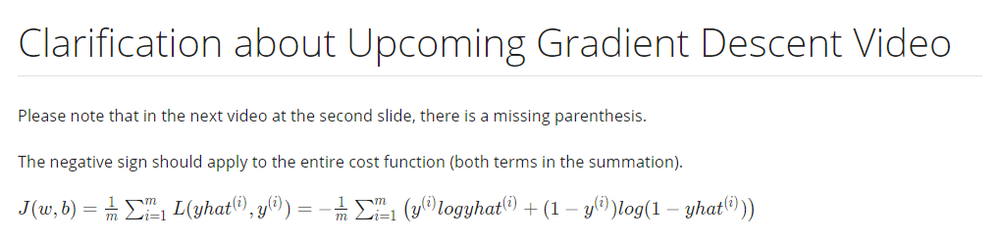 Clarification about Upcoming Gradient Descent Video
Please note that in the next video at the second slide, there is a missing parenthesis.
The negative sign should apply to the entire cost function (both terms in the summation).
J(w, b) = \frac{1}{m} \sum_{i=1}^{m} L(yhat^{(i)}, y^{(i)}) = -\frac{1}{m} \sum_{i=1}^{m} (y^{(i)}logyhat^{(i)} + (1 - y^{(i)})log(1 - yhat^{(i)}))